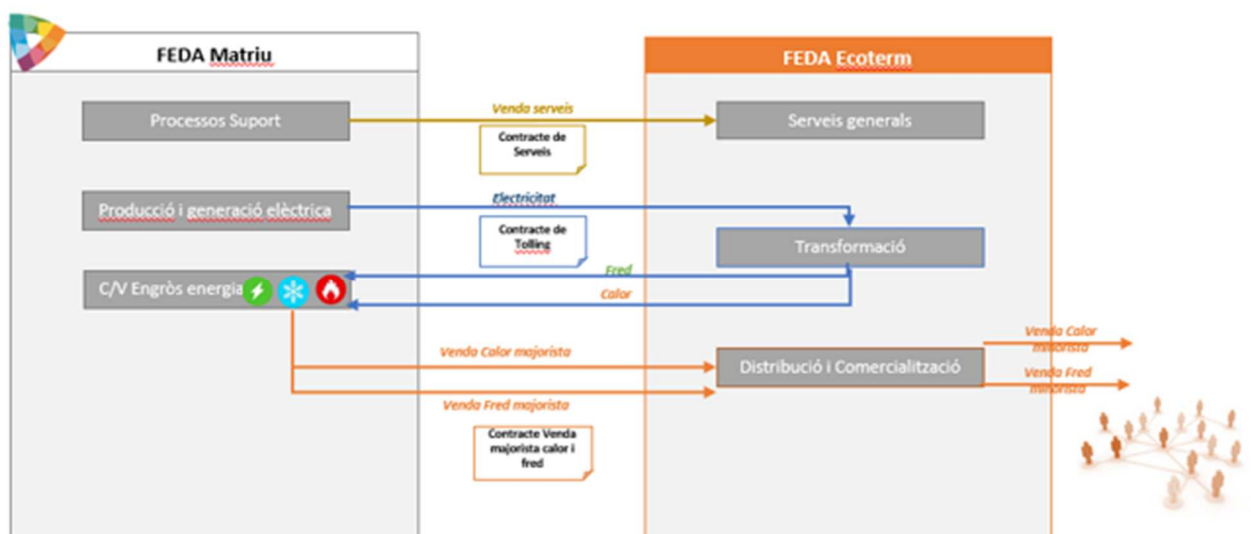 FEDA Matriu
FEDA Ecoterm
Processos Suport
Venda serveis
Serveis generals
Contracte de
Serveis
Producció i generació elèctrica
Electricitat
Contracte de
Tolling
Transformació
Fred
C/V Engròs energia
Calor
Venda Calor
minorista
Venda Calor majorista
Distribució i Comercialització
Venda Fred
minorista
Venda Fred majorista
Contracte Venda
majorista calor i
fred